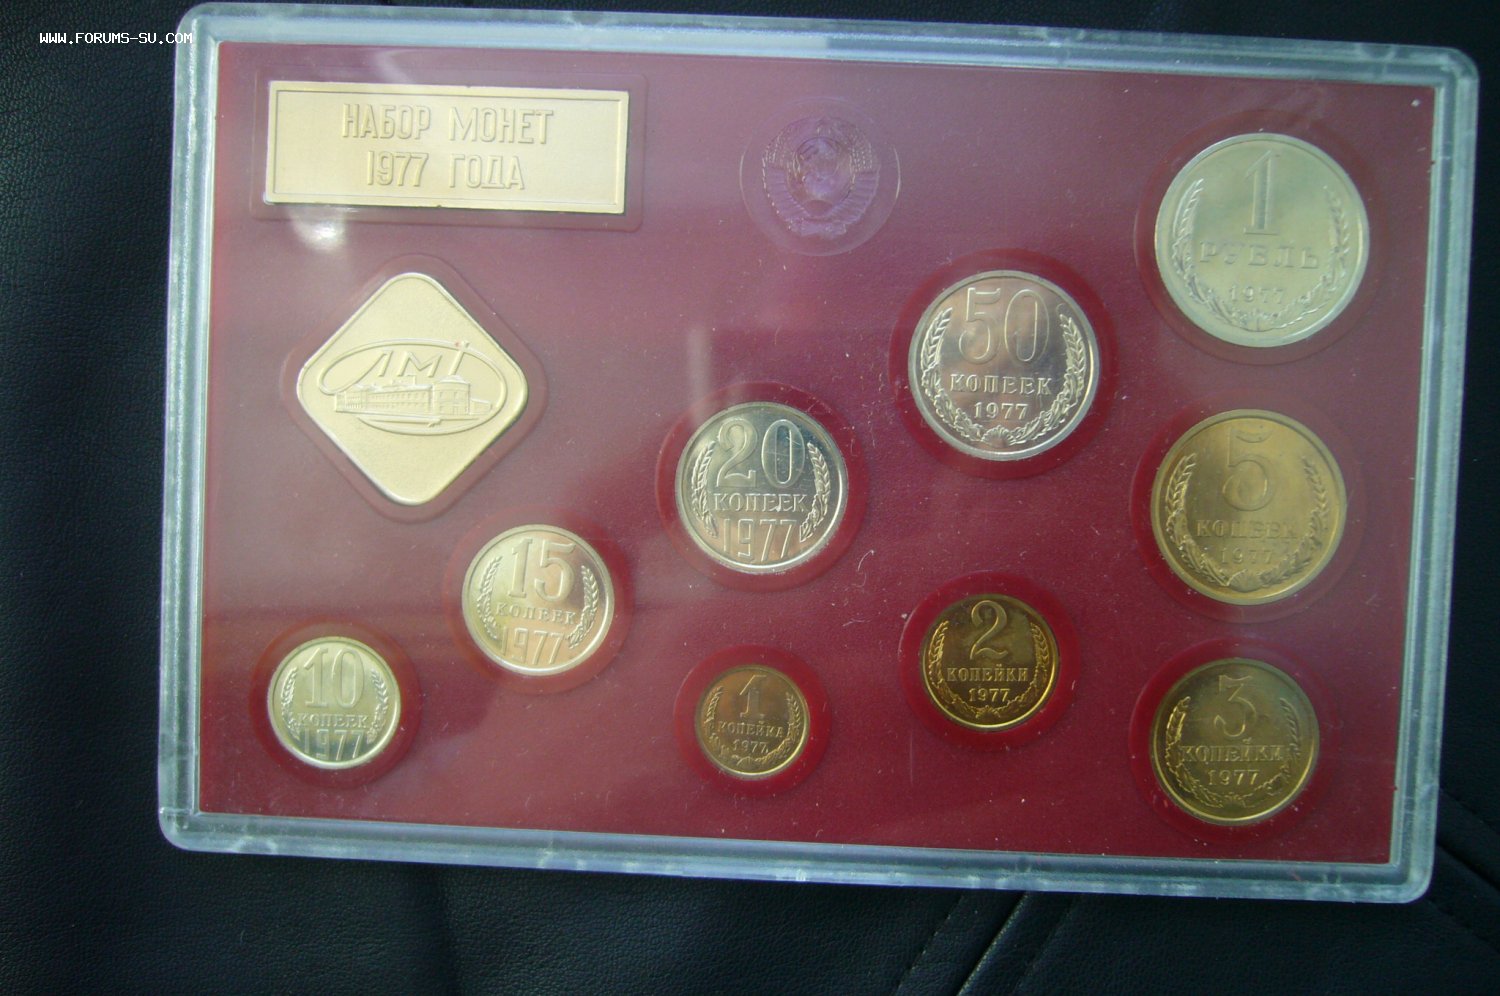 WWW.FORUMS-SU.COM
НАБОР МОНЕТ
1977 ГОДА
1
РУБЛЬ
1977
ЛМД
50
КОПЕЕК
1977
20
КОПЕЕК
1977
5
КОПЕЕК
1977
15
КОПЕЕК
1977
2
КОПЕЙКИ
1977
10
КОПЕЕК
1977
1
КОПЕЙКА
1977
3
КОПЕЙКИ
1977